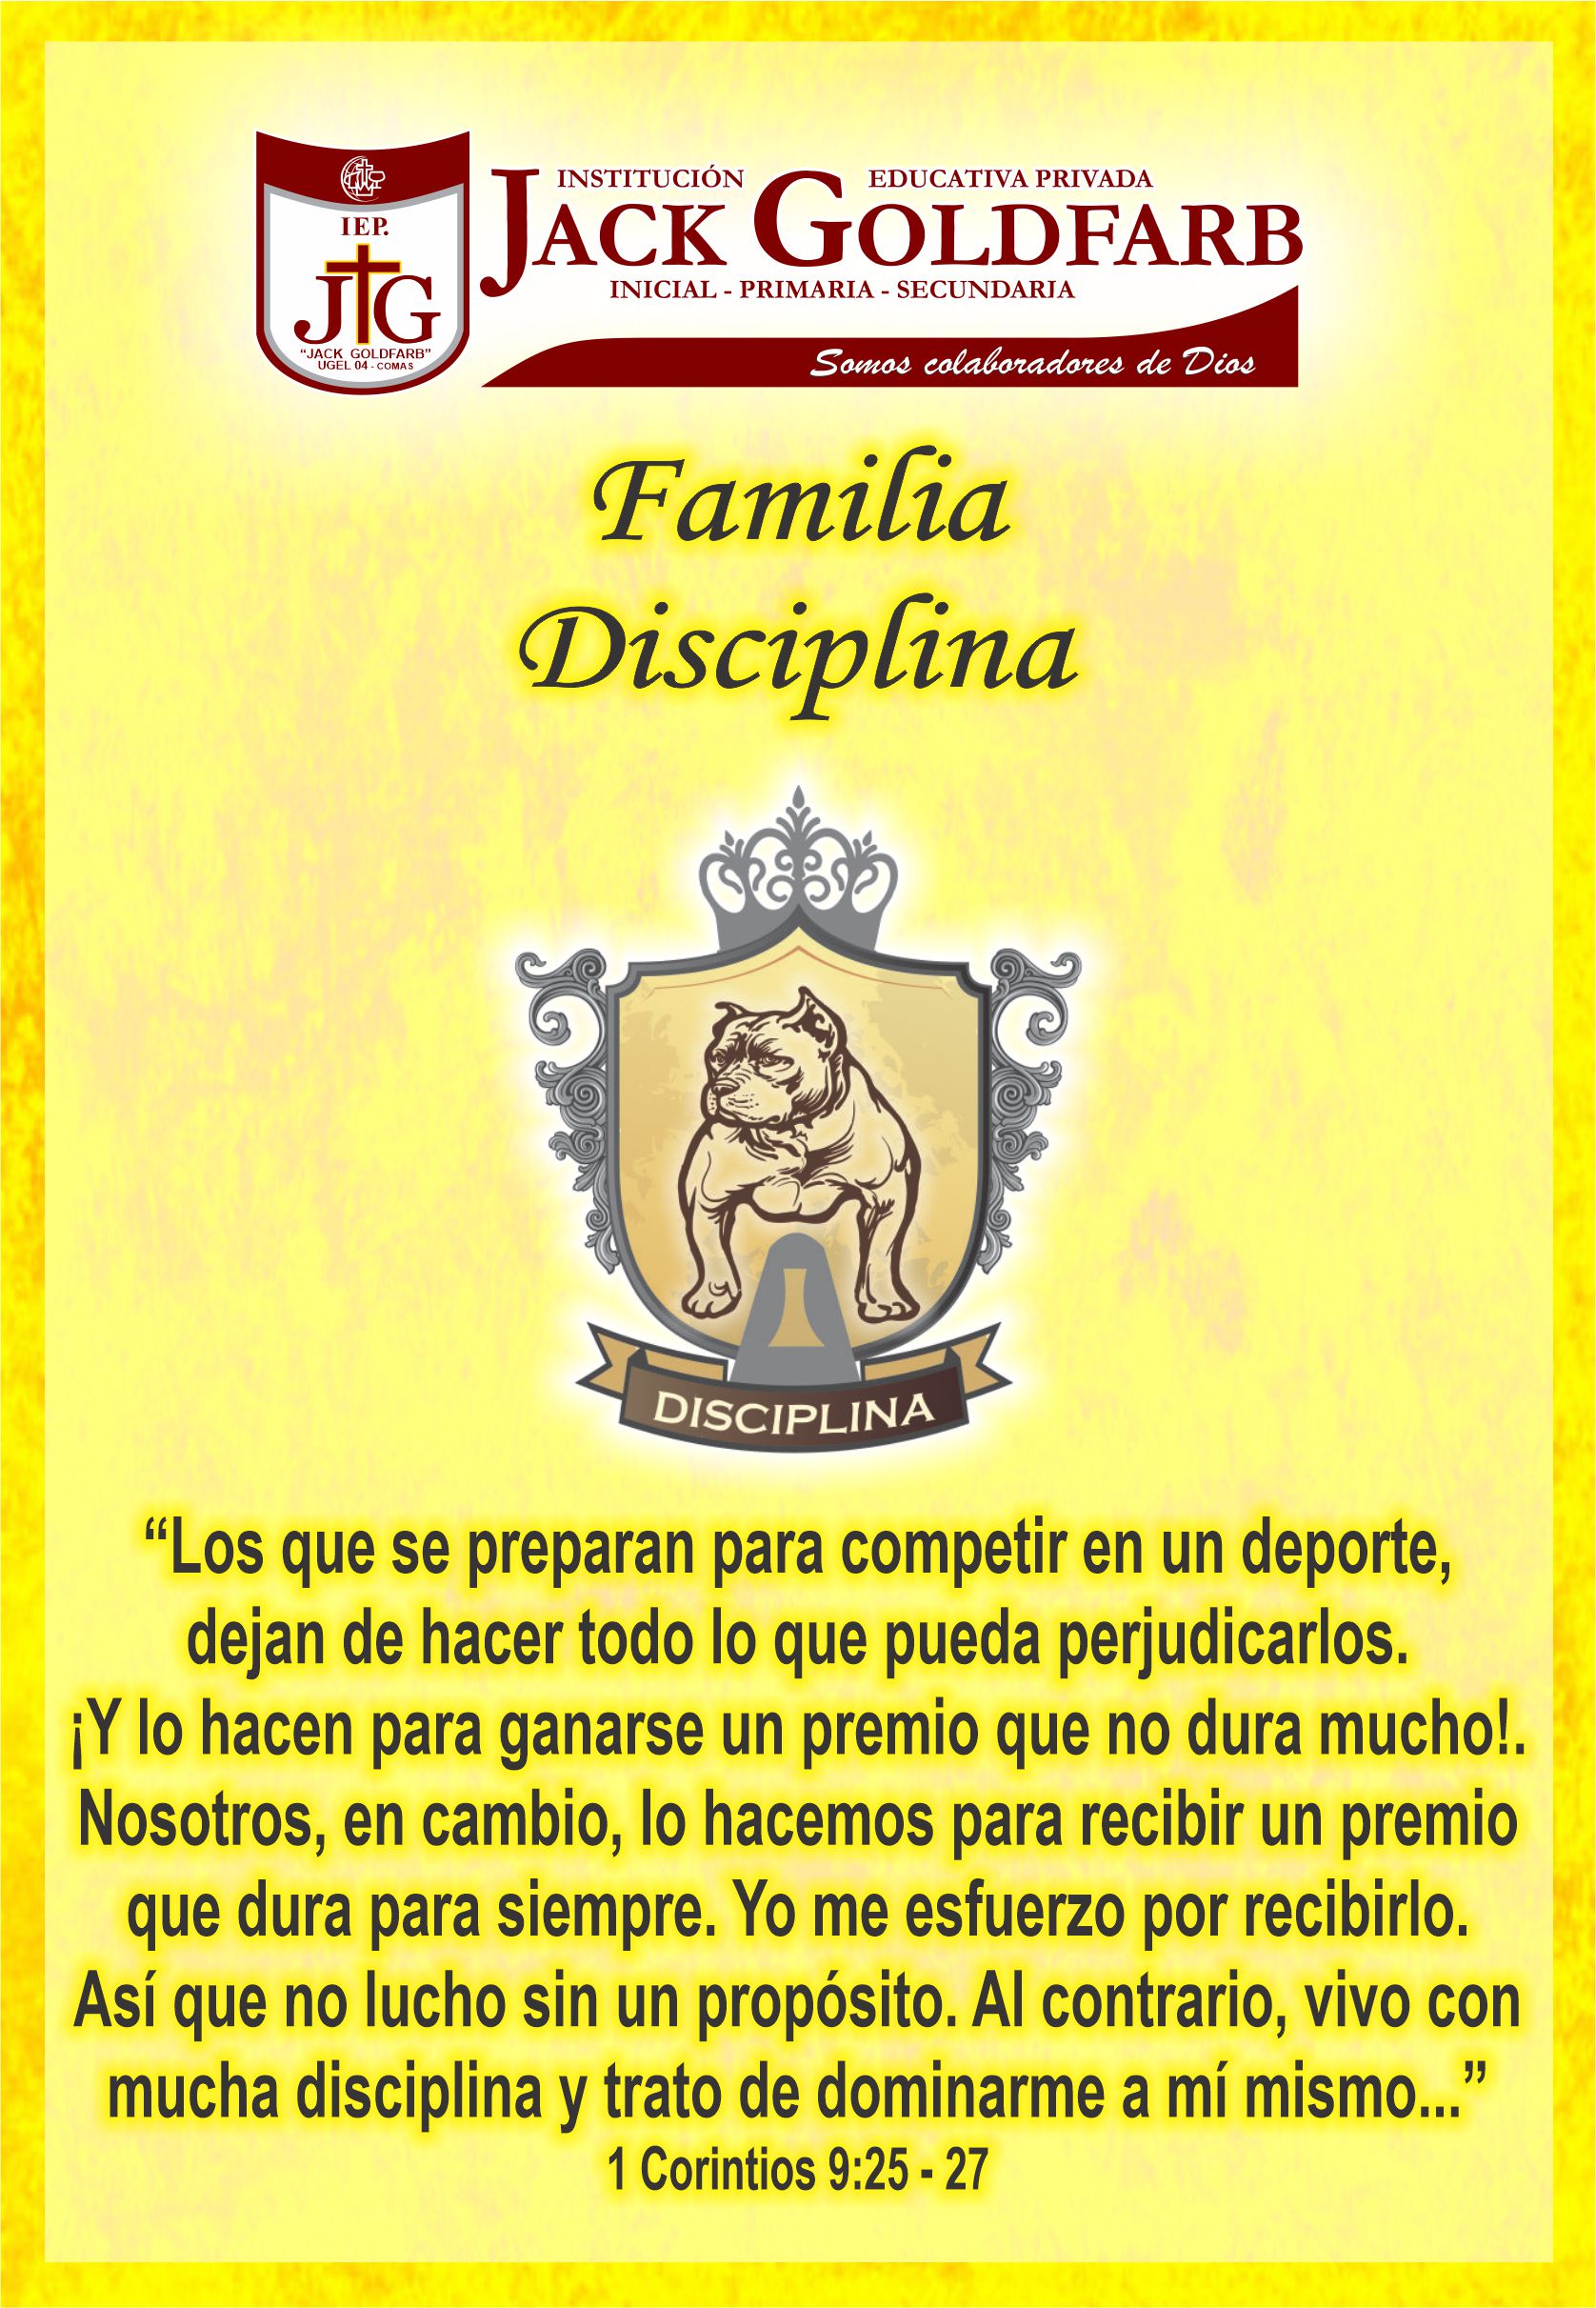 IEP.
JG
“JACK GOLDFARB”
UGEL 04 - COMAS
INSTITUCIÓN EDUCATIVA PRIVADA
JACK GOLDFARB
INICIAL - PRIMARIA - SECUNDARIA
Somos colaboradores de Dios
Familia
Disciplina
DISCIPLINA
“Los que se preparan para competir en un deporte,
dejan de hacer todo lo que pueda perjudicarlos.
¡Y lo hacen para ganarse un premio que no dura mucho!.
Nosotros, en cambio, lo hacemos para recibir un premio
que dura para siempre. Yo me esfuerzo por recibirlo.
Así que no lucho sin un propósito. Al contrario, vivo con
mucha disciplina y trato de dominarme a mí mismo...”
1 Corintios 9:25 - 27